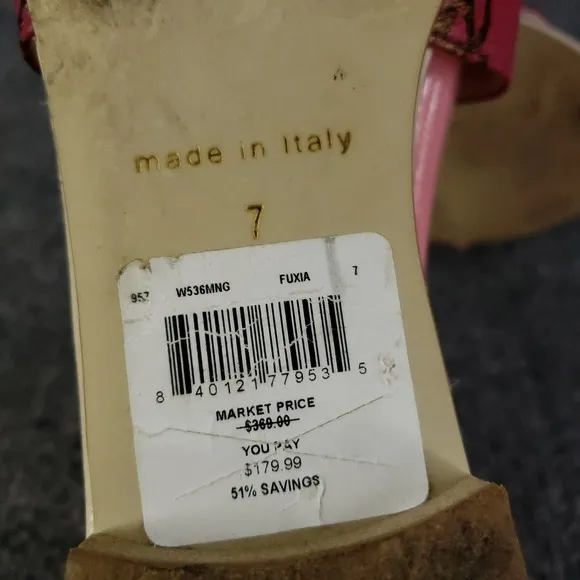 made in Italy
7
957 W536MNG FUXIA 7
8 40121 77953 5
MARKET PRICE
$369.00
YOU PAY
$179.99
51% SAVINGS